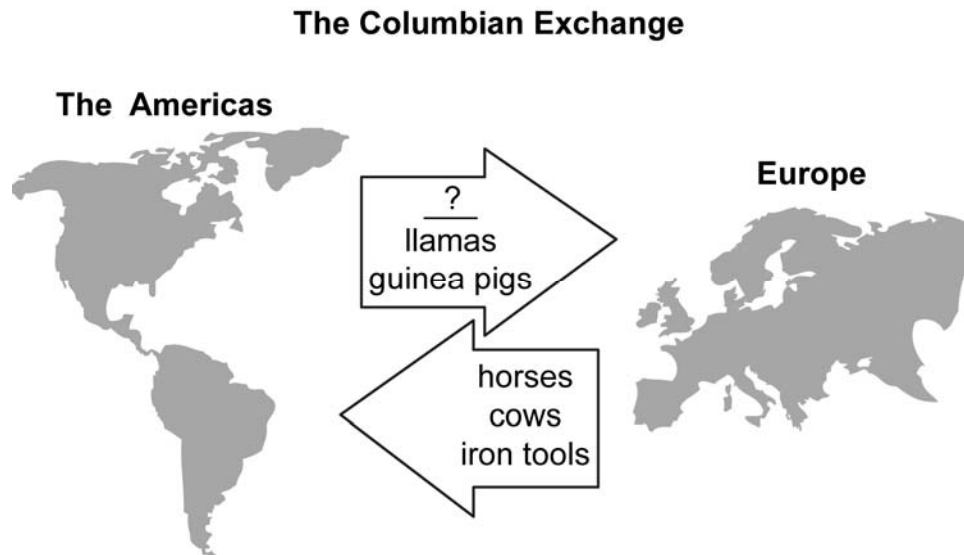 The Columbian Exchange
The Americas
Europe
?
llamas
guinea pigs
horses
cows
iron tools